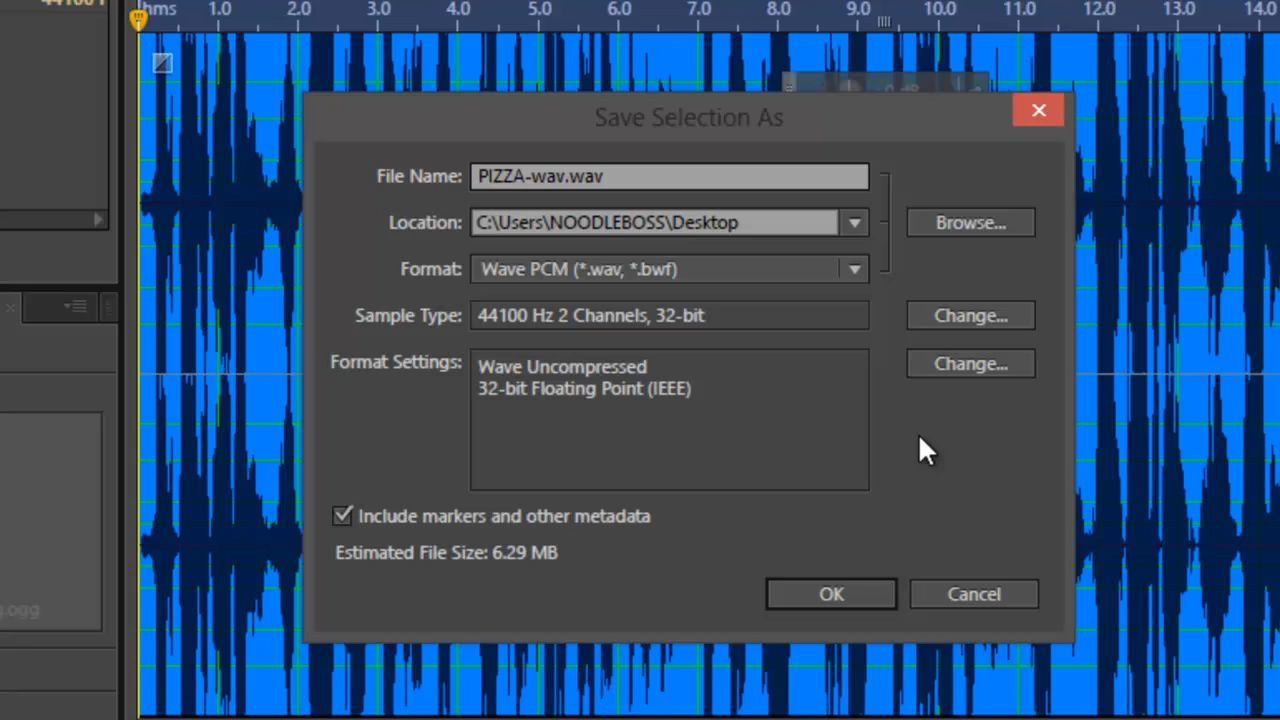 44100
hms 1.0 2.0 3.0 4.0 5.0 6.0 7.0 8.0 9.0 10.0 11.0 12.0 13.0 14.0
Save Selection As
File Name: PIZZA-wav.wav
Location: C:\Users\NOODLEBOSS\Desktop Browse...
Format: Wave PCM (*.wav, *.bwf)
Sample Type: 44100 Hz 2 Channels, 32-bit Change...
Format Settings: Wave Uncompressed Change...
32-bit Floating Point (IEEE)
Include markers and other metadata
Estimated File Size: 6.29 MB
OK Cancel
.ogg